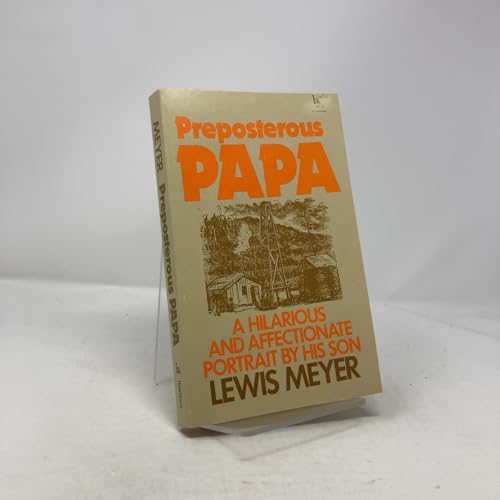 Preposterous
PAPA
A HILARIOUS
AND AFFECTIONATE
PORTRAIT BY HIS SON
LEWIS MEYER
MEYER Preposterous PAPA